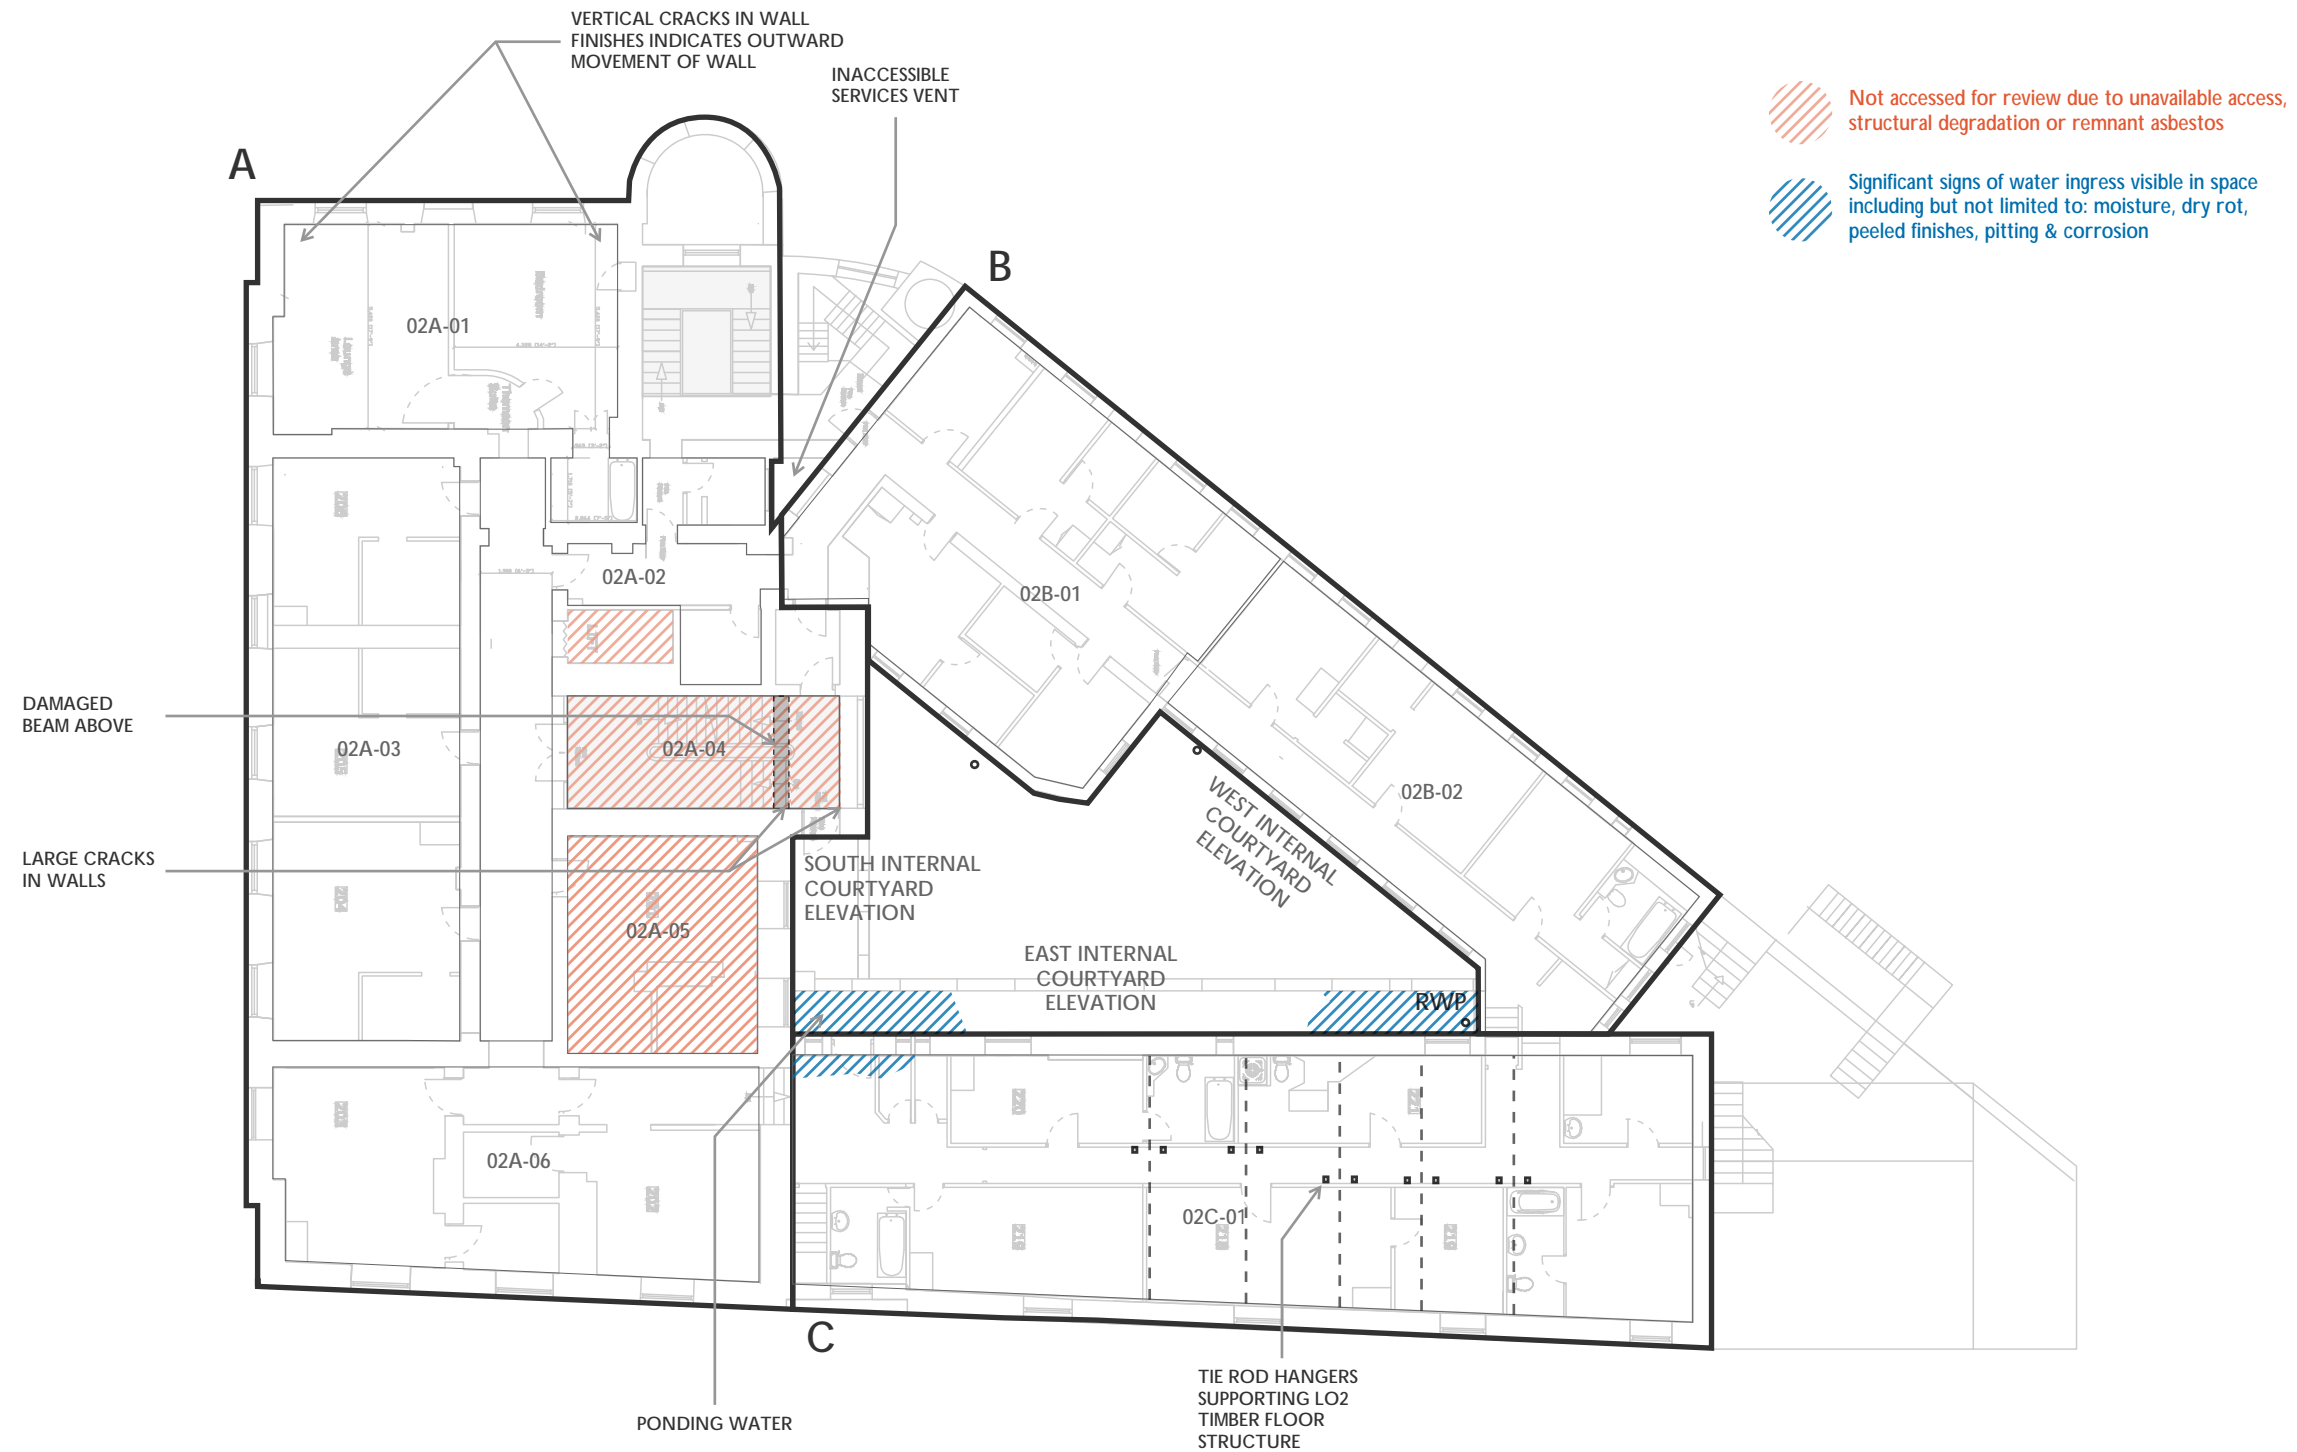 VERTICAL CRACKS IN WALL
FINISHES INDICATES OUTWARD
MOVEMENT OF WALL
INACCESSIBLE
SERVICES VENT
Not accessed for review due to unavailable access,
structural degradation or remnant asbestos
Significant signs of water ingress visible in space
including but not limited to: moisture, dry rot,
peeled finishes, pitting & corrosion
A
B
02A-01
02A-02
02B-01
DAMAGED
BEAM ABOVE
02A-03
02A-04
02B-02
WEST INTERNAL
COURTYARD
ELEVATION
LARGE CRACKS
IN WALLS
SOUTH INTERNAL
COURTYARD
ELEVATION
02A-05
EAST INTERNAL
COURTYARD
ELEVATION
RWP
02A-06
02C-01
C
PONDING WATER
TIE ROD HANGERS
SUPPORTING LO2
TIMBER FLOOR
STRUCTURE